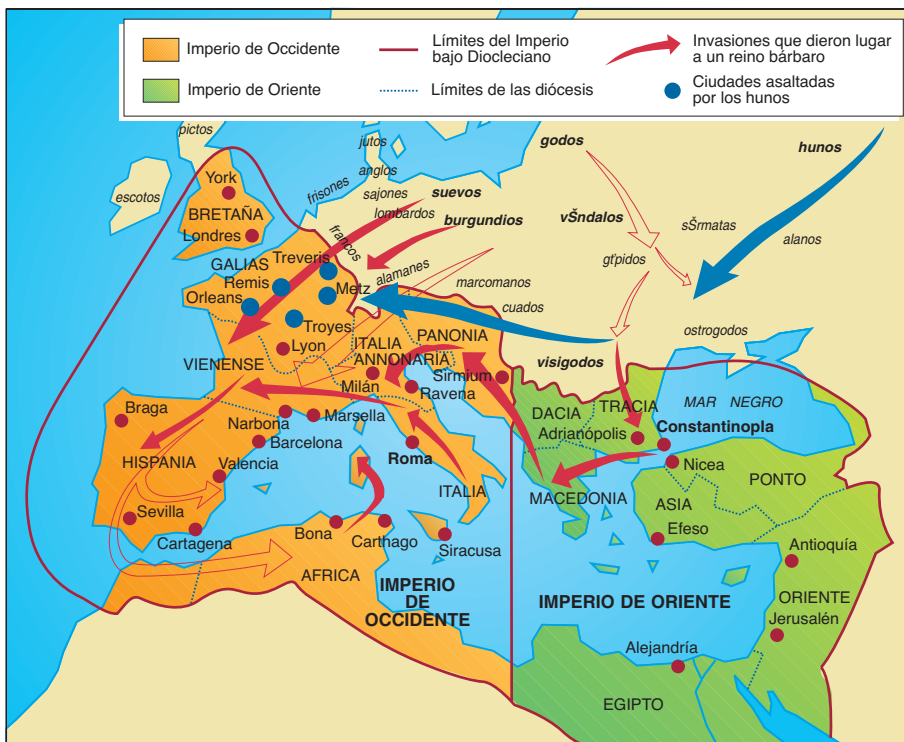 Imperio de Occidente
Imperio de Oriente
Límites del Imperio
bajo Diocleciano
Límites de las diócesis
Invasiones que dieron lugar
a un reino bárbaro
Ciudades asaltadas
por los hunos
pictos
jutos
godos
hunos
anglos
escotos
York
frisones
sajones
suevos
lombardos
BRETAÑA
burgundios
vŠndalos
sŠrmatas
Londres
francos
alanos
GALIAS
Treveris
gťpidos
Remis
Metz
alamanes
marcomanos
Orleans
cuados
Troyes
ostrogodos
Lyon
ITALIA
ANNONARIA
PANONIA
VIENENSE
visigodos
Milán
Sirmium
Ravena
MAR NEGRO
DACIA
TRACIA
Braga
Narbona
Marsella
Adrianópolis
Constantinopla
Barcelona
HISPANIA
Valencia
Roma
Nicea
ITALIA
MACEDONIA
PONTO
ASIA
Sevilla
Bona
Efeso
Cartagena
Carthago
Siracusa
Antioquía
AFRICA
IMPERIO
DE
OCCIDENTE
IMPERIO DE ORIENTE
ORIENTE
Jerusalén
Alejandría
EGIPTO